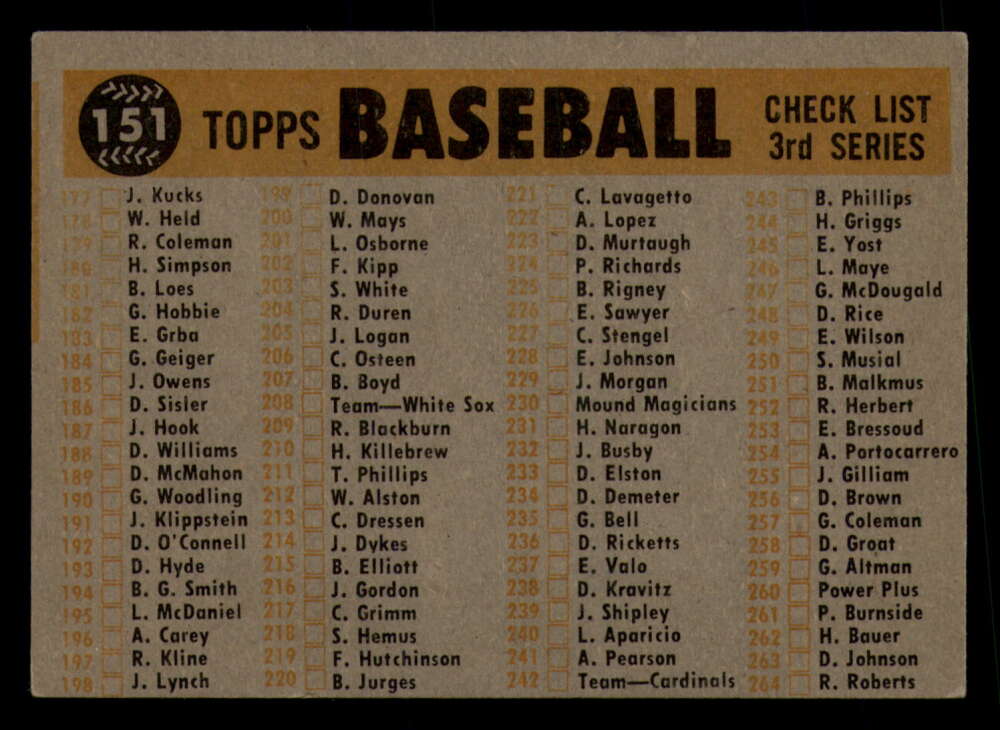 151 TOPPS BASEBALL CHECK LIST
3rd SERIES
177 J. Kucks
178 W. Held
179 R. Coleman
180 H. Simpson
181 B. Loes
182 G. Hobbie
133 E. Grba
184 G. Geiger
185 J. Owens
186 D. Sisler
187 J. Hook
188 D. Williams
189 D. McMahon
190 G. Woodling
191 J. Klippstein
192 D. O'Connell
193 D. Hyde
194 B. G. Smith
195 L. McDaniel
196 A. Carey
197 R. Kline
198 J. Lynch
199 D. Donovan
200 W. Mays
201 L. Osborne
202 F. Kipp
203 S. White
204 R. Duren
205 J. Logan
206 C. Osteen
207 B. Boyd
208 Team—White Sox
209 R. Blackburn
210 H. Killebrew
211 T. Phillips
212 W. Alston
213 C. Dressen
214 J. Dykes
215 B. Elliott
216 J. Gordon
217 C. Grimm
218 S. Hemus
219 F. Hutchinson
220 B. Jurges
221 C. Lavagetto
222 A. Lopez
223 D. Murtaugh
224 P. Richards
225 B. Rigney
226 E. Sawyer
227 C. Stengel
228 E. Johnson
229 J. Morgan
230 Mound Magicians
231 H. Naragon
232 J. Busby
233 D. Elston
234 D. Demeter
235 G. Bell
236 D. Ricketts
237 E. Valo
238 D. Kravitz
239 J. Shipley
240 L. Aparicio
241 A. Pearson
242 Team—Cardinals
243 B. Phillips
244 H. Griggs
245 E. Yost
246 L. Maye
247 G. McDougald
248 D. Rice
249 E. Wilson
250 S. Musial
251 B. Malkmus
252 R. Herbert
253 E. Bressoud
254 A. Portocarrero
255 J. Gilliam
256 D. Brown
257 G. Coleman
258 D. Groat
259 G. Altman
260 Power Plus
261 P. Burnside
262 H. Bauer
263 D. Johnson
264 R. Roberts